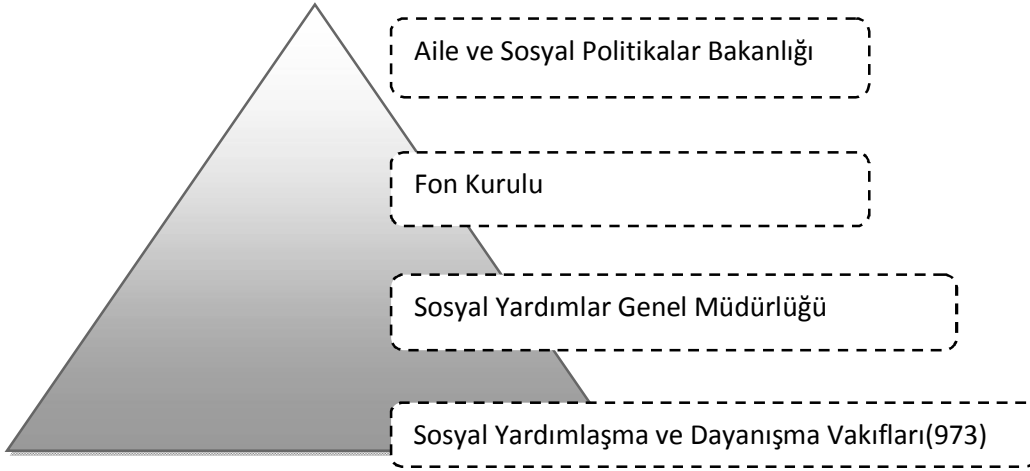 Aile ve Sosyal Politikalar Bakanlığı
Fon Kurulu
Sosyal Yardımlar Genel Müdürlüğü
Sosyal Yardımlaşma ve Dayanışma Vakıfları(973)